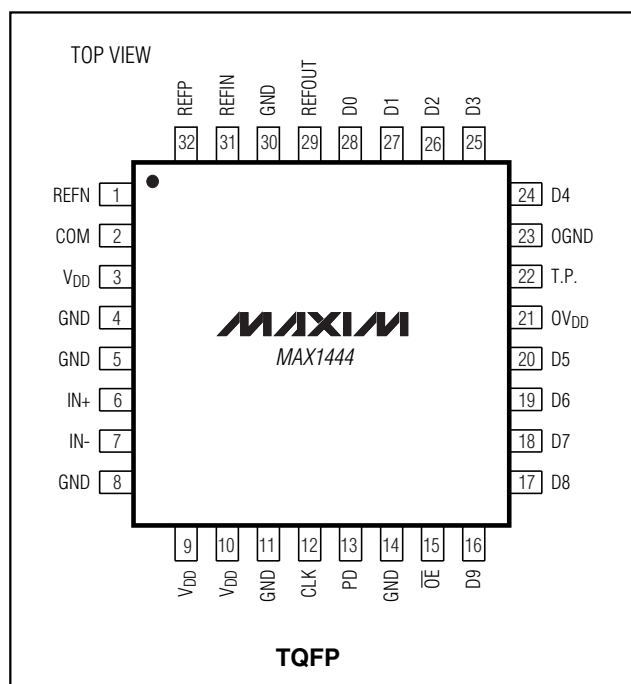 TOP VIEW
REFP
REFIN
GND
REFOUT
D0
D1
D2
D3
32
31
30
29
28
27
26
25
REFN 1
COM 2
VDD 3
GND 4
GND 5
IN+ 6
IN- 7
GND 8
24 D4
23 OGND
22 T.P.
21 OVDD
20 D5
19 D6
18 D7
17 D8
MAXIM
MAX1444
9
10
11
12
13
14
15
16
VDD
VDD
GND
CLK
PD
GND
O̅E̅
D9
TQFP